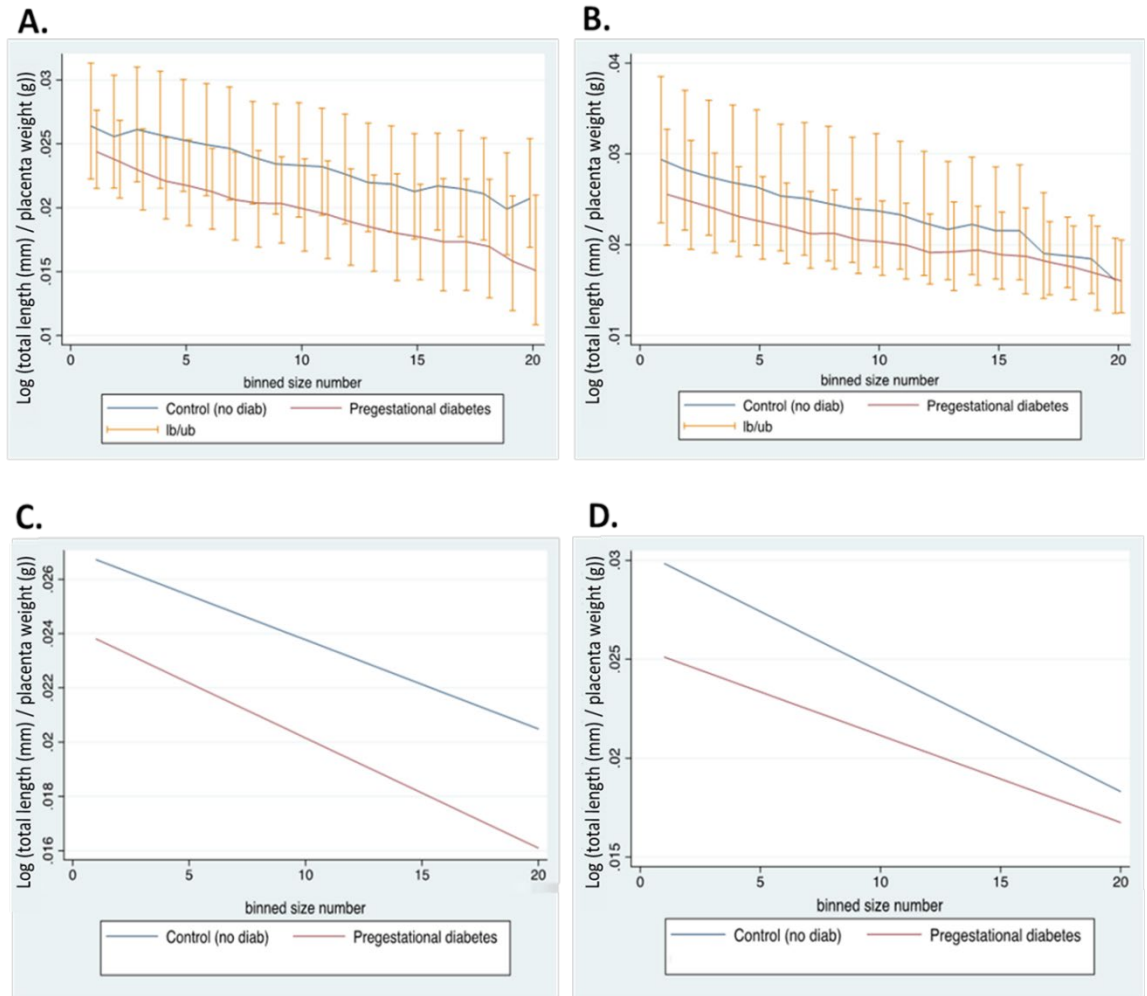 A.
Log (total length (mm) / placenta weight (g))
.03
.025
.02
.015
.01
0 5 10 15 20
binned size number
Control (no diab) Pregestational diabetes
lb/ub
B.
Log (total length (mm) / placenta weight (g))
.04
.03
.02
.01
0 5 10 15 20
binned size number
Control (no diab) Pregestational diabetes
lb/ub
C.
Log (total length (mm) / placenta weight (g))
.026
.024
.022
.02
.018
.016
0 5 10 15 20
binned size number
Control (no diab) Pregestational diabetes
D.
Log (total length (mm) / placenta weight (g))
.03
.025
.02
.015
0 5 10 15 20
binned size number
Control (no diab) Pregestational diabetes